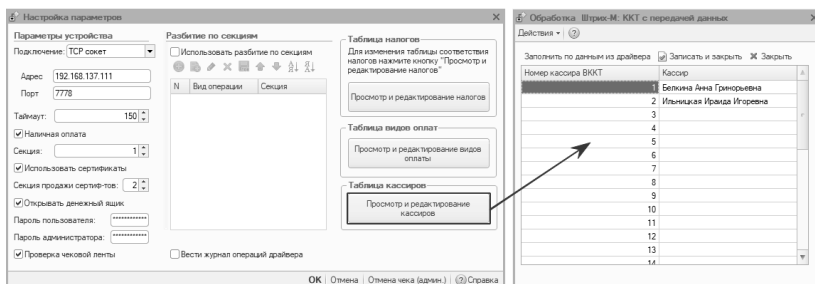 Настройка параметров
Параметры устройства
Подключение: TCP сокет
Адрес 192.168.137.111
Порт 7778
Таймаут: 150
Наличная оплата
Секция: 1
Использовать сертификаты
Секция продажи сертиф-тов: 2
Открывать денежный ящик
Пароль пользователя: ************
Пароль администратора: ************
Проверка чековой ленты
Разбитие по секциям
Использовать разбитие по секциям
N Вид операции Секция
Вести журнал операций драйвера
Таблица налогов
Для изменения таблицы соответствия
налогов нажмите кнопку "Просмотр и
редактирование налогов"
Просмотр и редактирование налогов
Таблица видов оплат
Просмотр и редактирование видов
оплаты
Таблица кассиров
Просмотр и редактирование
кассиров
OK Отмена Отмена чека (админ.) Справка
Обработка Штрих-М: ККТ с передачей данных
Действия
Заполнить по данным из драйвера Записать и закрыть Закрыть
Номер кассира ВККТ Кассир
1 Белкина Анна Григорьевна
2 Ильницкая Ираида Игоревна
3
4
5
6
7
8
9
10
11
12
13
14